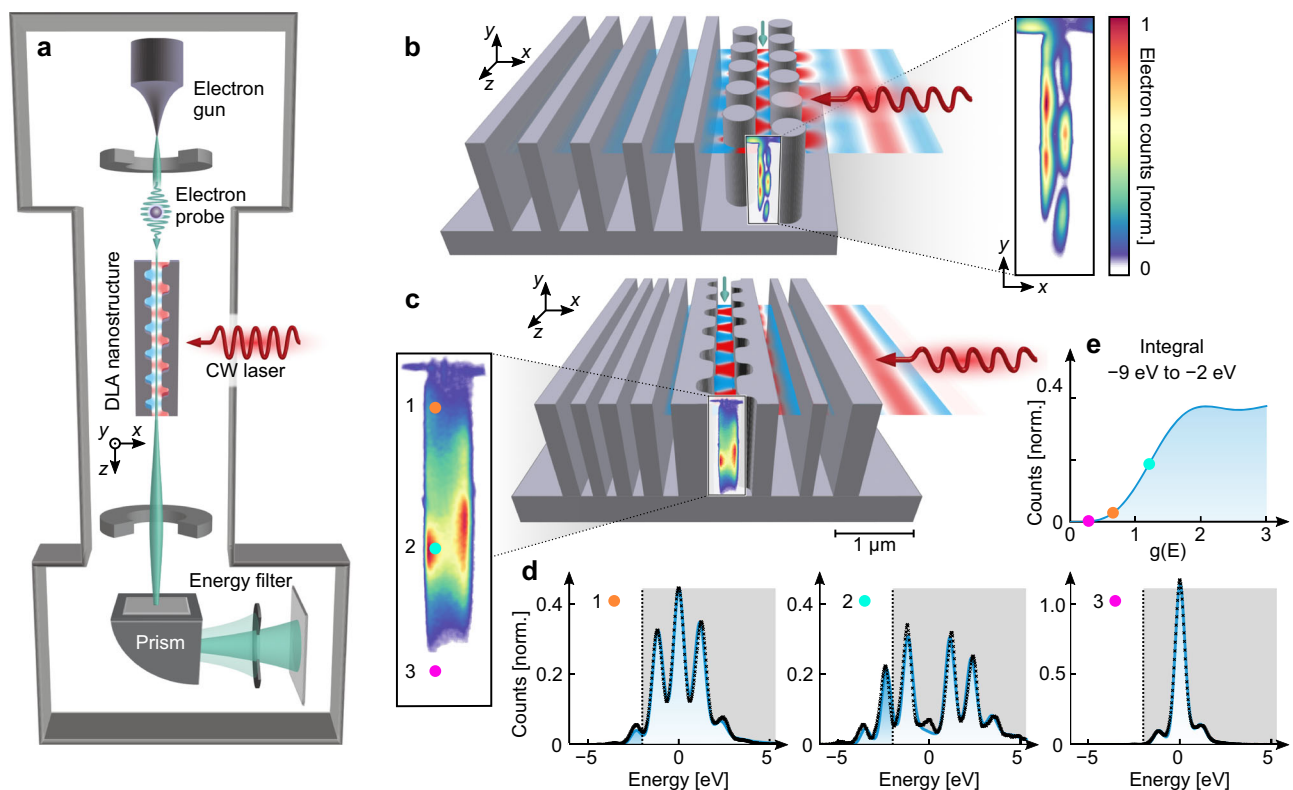 a
Electron
gun
Electron
probe
DLA nanostructure
CW laser
y
x
z
Energy filter
Prism
b
y
x
z
1
Electron counts [norm.]
0
y
x
c
y
x
z
1
2
3
1 µm
e
Integral
−9 eV to −2 eV
Counts [norm.]
0.4
0
0 1 2 3
g(E)
d
1
Counts [norm.]
0.4
0.2
0
−5 0 5
Energy [eV]
2
0.4
0.2
0
−5 0 5
Energy [eV]
3
1.0
0.5
0
−5 0 5
Energy [eV]